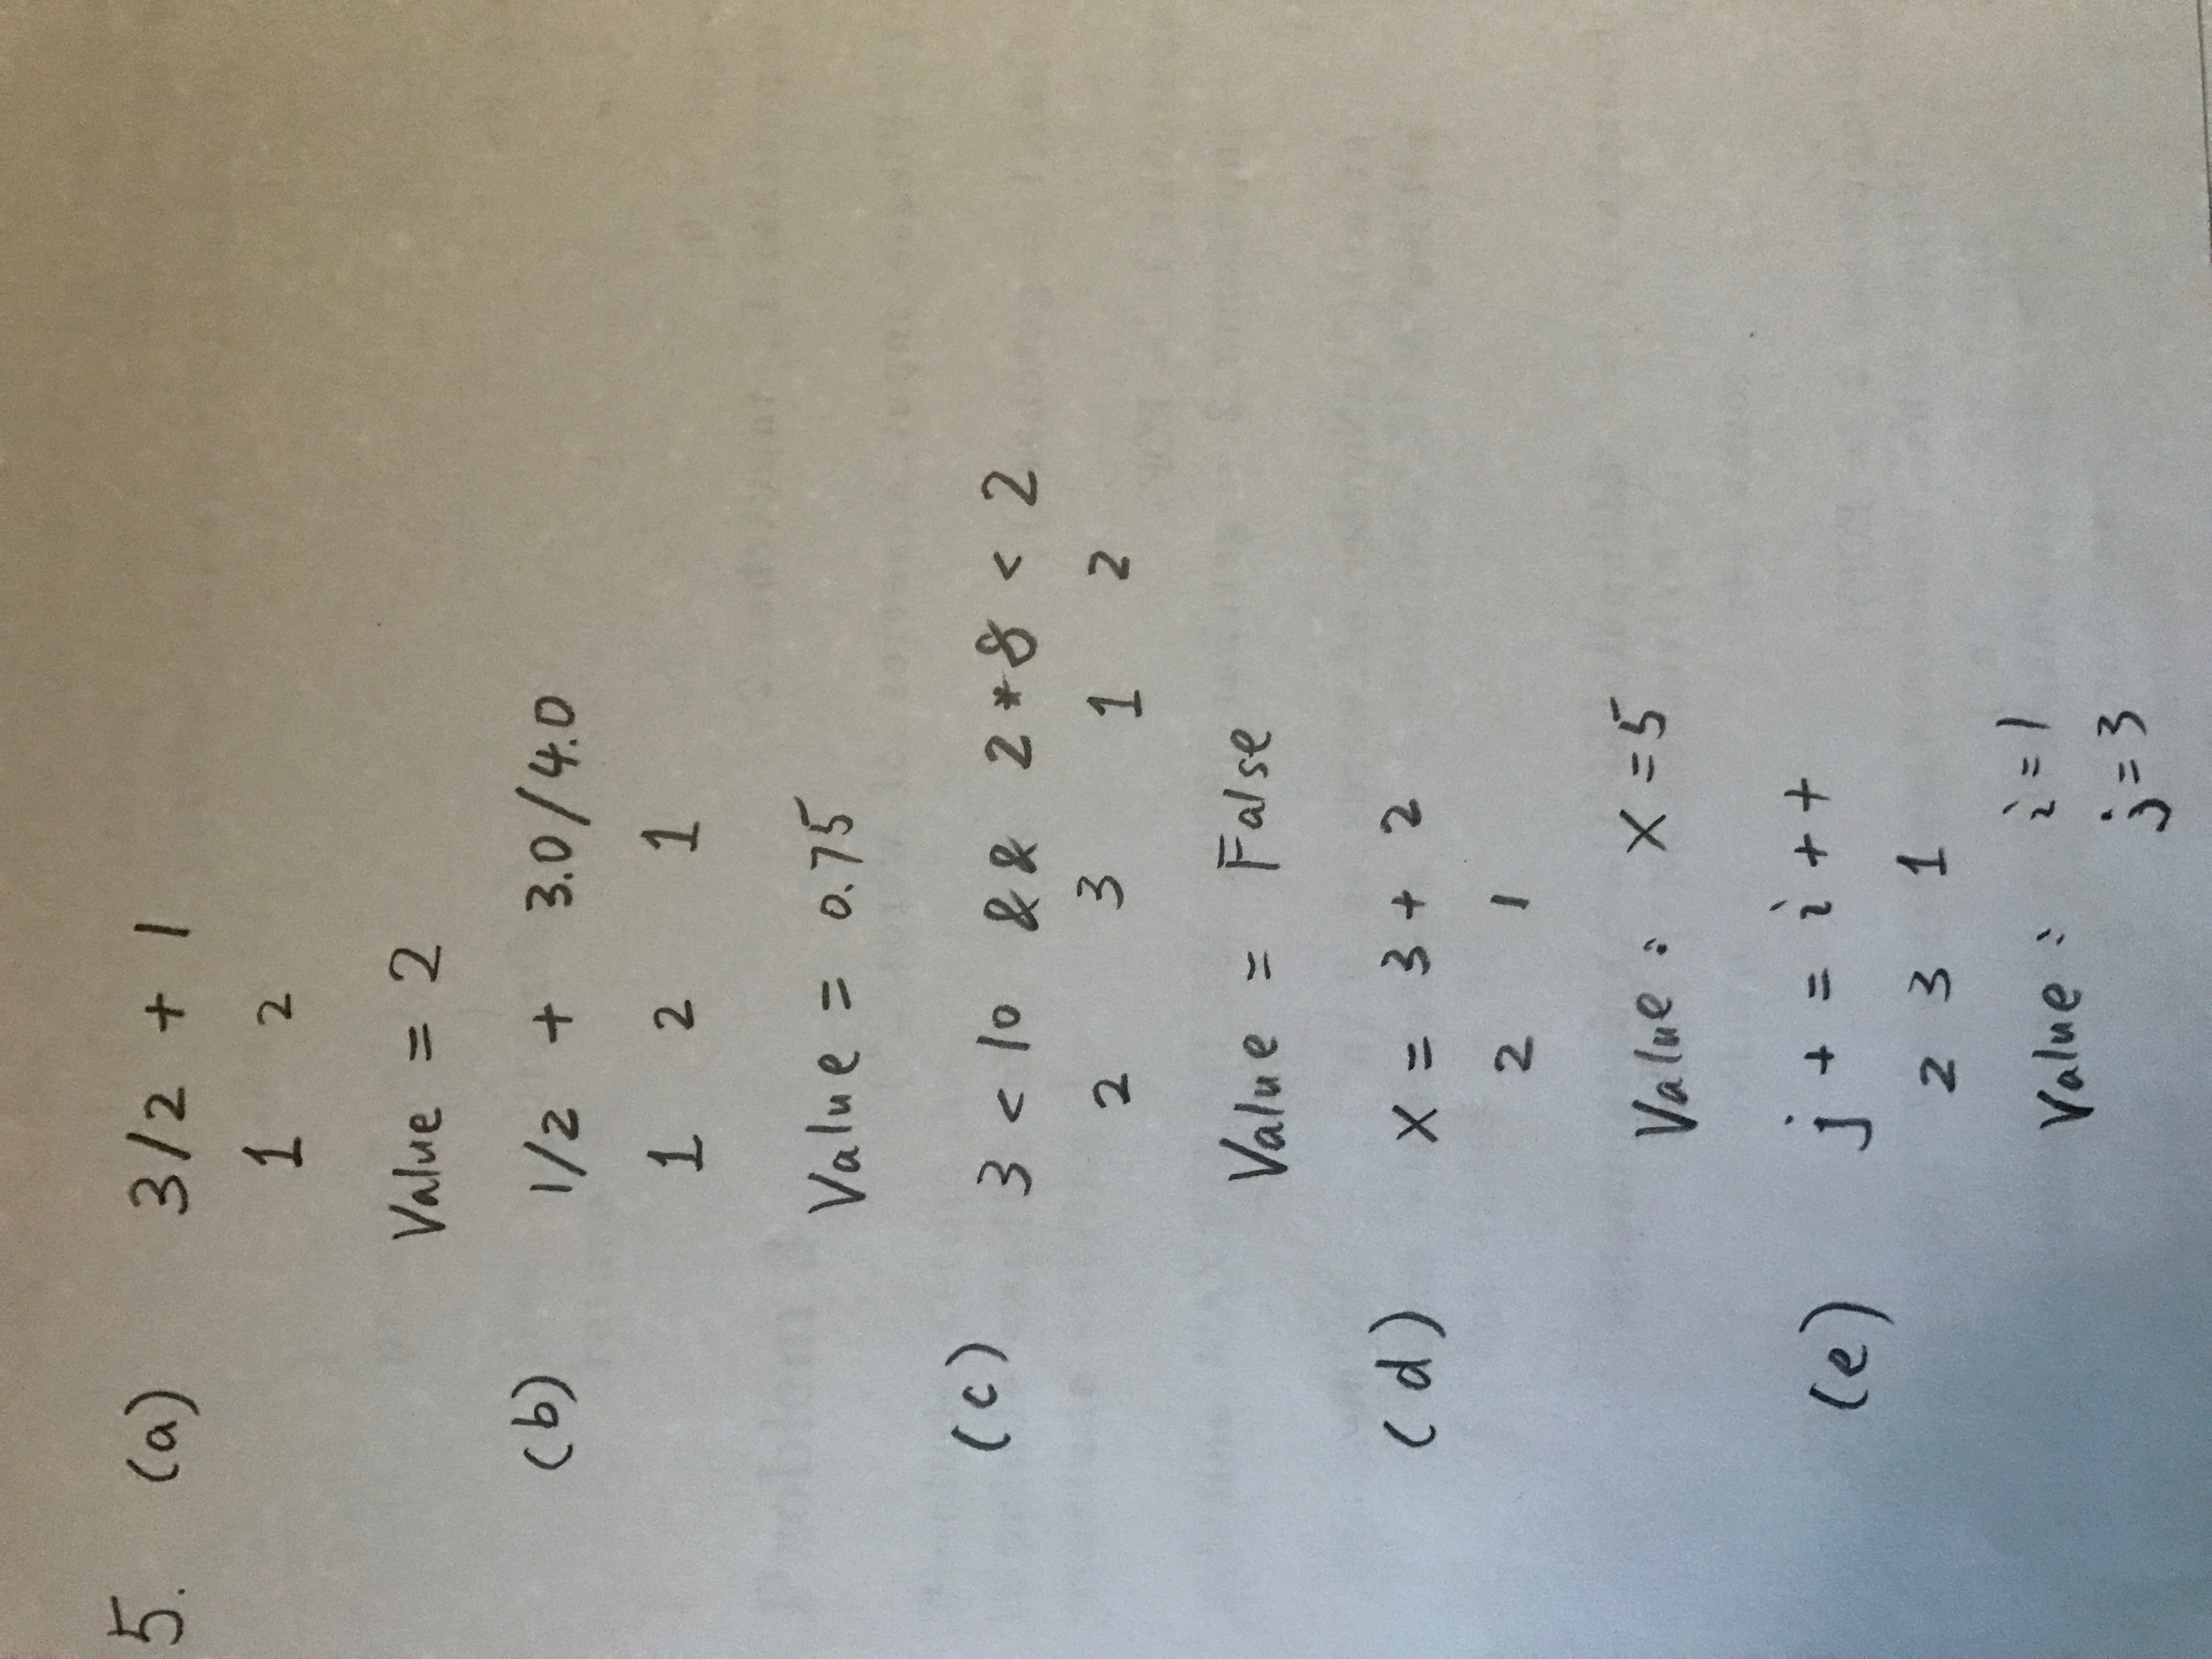 5. (a) 3/2 + 1
1 2
Value = 2
(b) 1/2 + 3.0/4.0
1 2 1
Value = 0.75
(c) 3 < 10 && 2*8 < 2
2 3 1 2
Value = False
(d) x = 3 + 2
2 1
Value: x = 5
(e) j + = i + +
2 3 1
Value: i = 1
j = 3